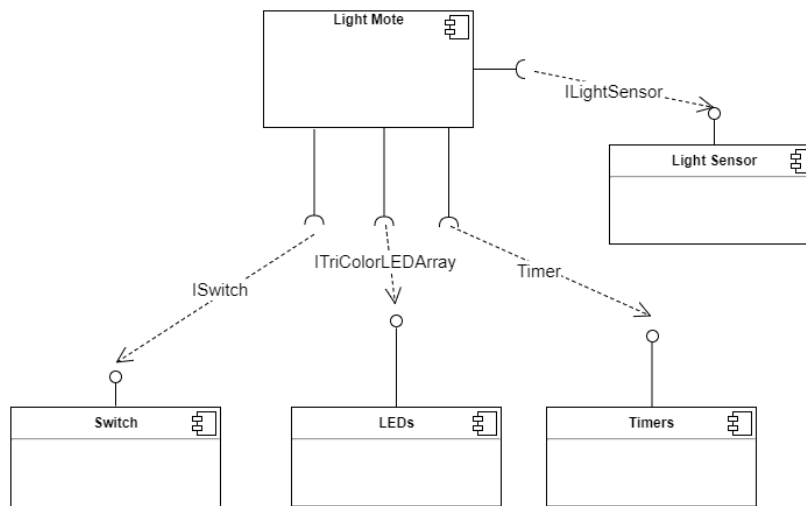 Light Mote
ILightSensor
Light Sensor
ITriColorLEDArray
Timer
ISwitch
Switch
LEDs
Timers